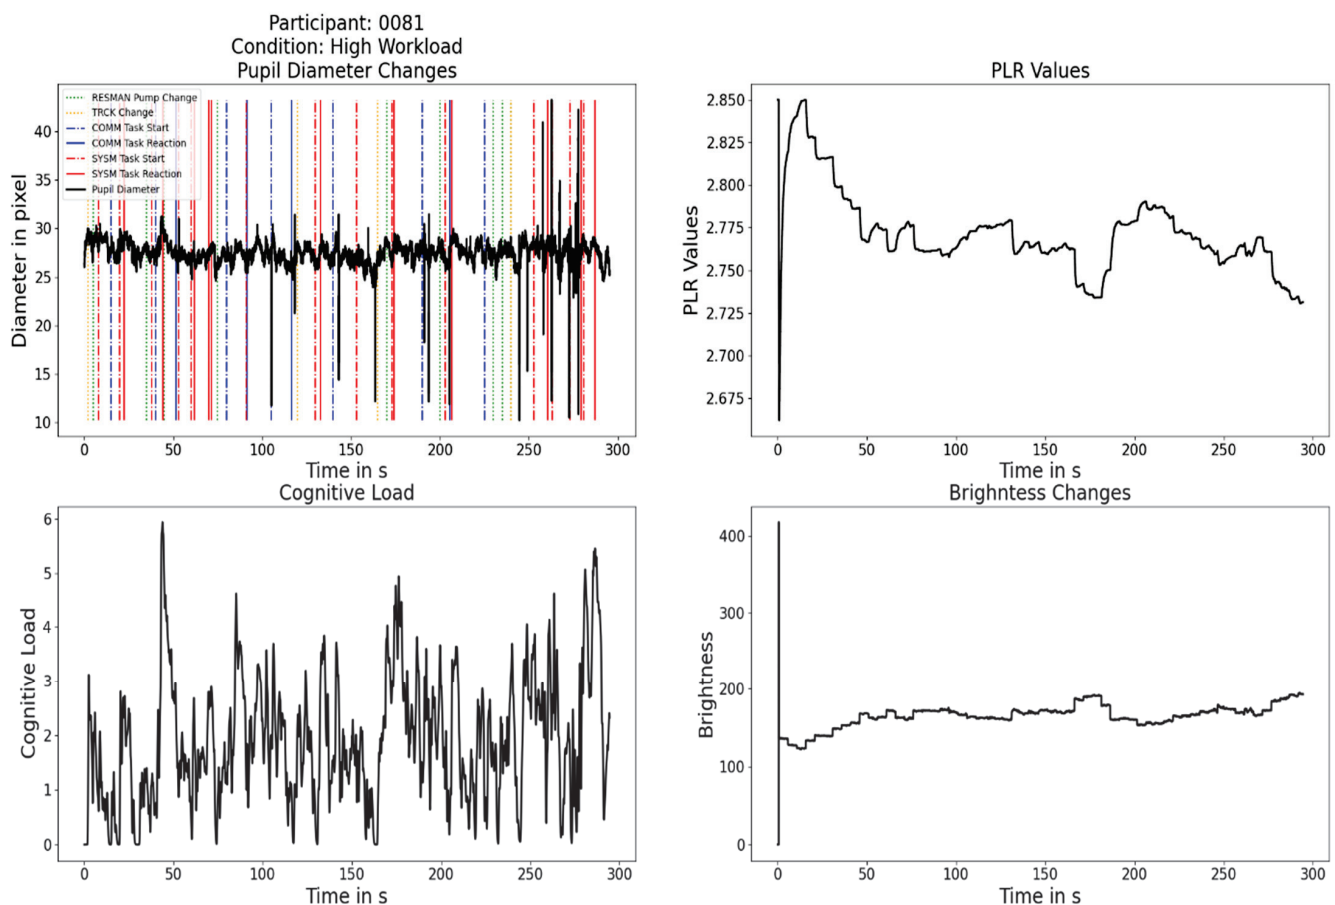 Participant: 0081
Condition: High Workload
Pupil Diameter Changes
RESMAN Pump Change
TRCK Change
COMM Task Start
COMM Task Reaction
SYSM Task Start
SYSM Task Reaction
Pupil Diameter
Diameter in pixel
40
35
30
25
20
15
10
0 50 100 150 200 250 300
Time in s
PLR Values
PLR Values
2.850
2.825
2.800
2.775
2.750
2.725
2.700
2.675
0 50 100 150 200 250 300
Time in s
Cognitive Load
Cognitive Load
6
5
4
3
2
1
0
0 50 100 150 200 250 300
Time in s
Brighntess Changes
Brightness
400
300
200
100
0
0 50 100 150 200 250 300
Time in s